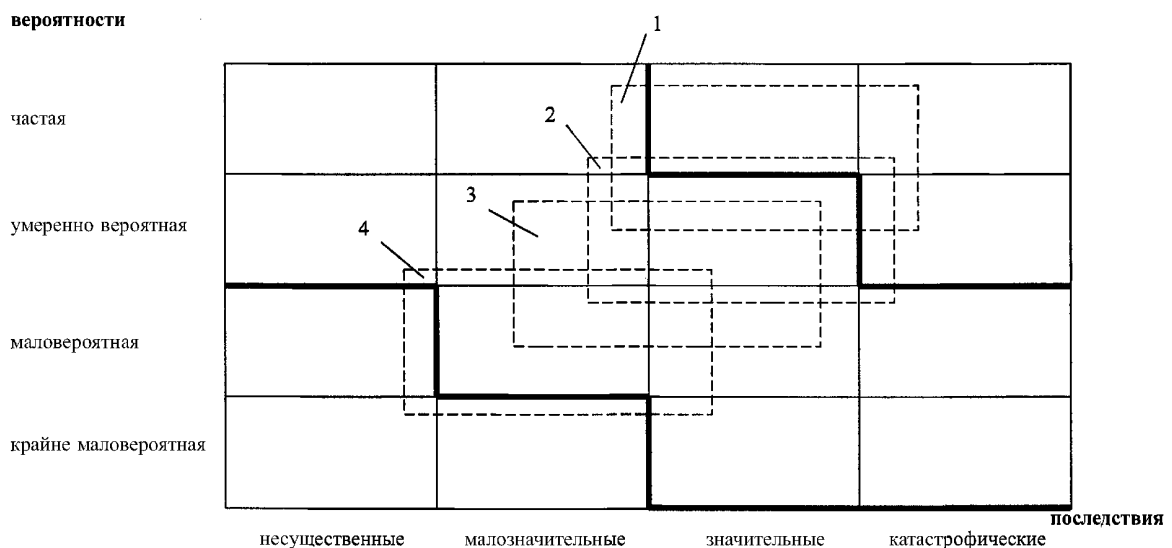 вероятности
1
частая
2
умеренно вероятная
3
4
маловероятная
крайне маловероятная
последствия
несущественные малозначительные значительные катастрофические